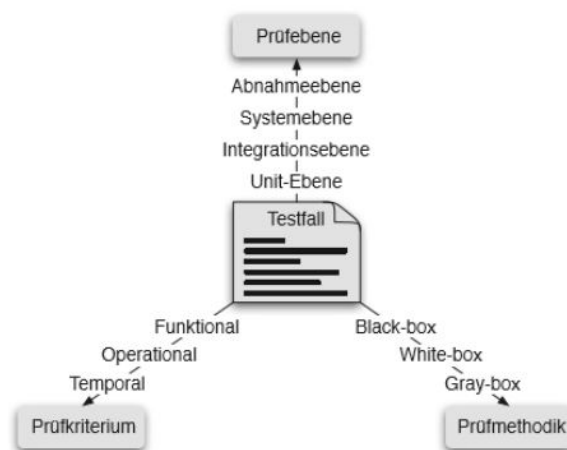 Prüfebene
Abnahmeebene
Systemebene
Integrationsebene
Unit-Ebene
Testfall
Funktional
Black-box
Operational
White-box
Temporal
Gray-box
Prüfkriterium
Prüfmethodik